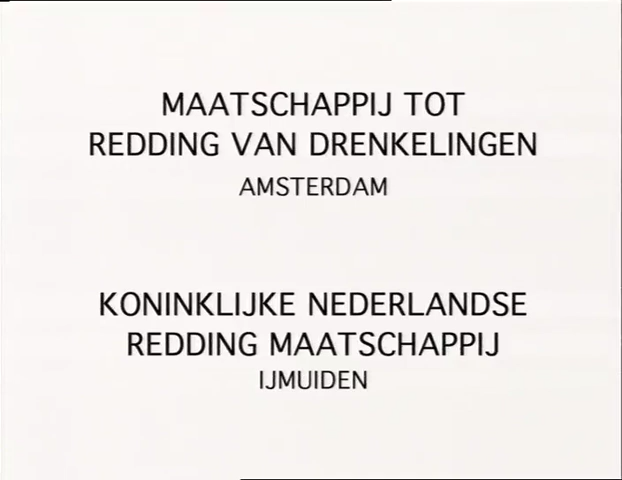 MAATSCHAPPIJ TOT
REDDING VAN DRENKELINGEN
AMSTERDAM
KONINKLIJKE NEDERLANDSE
REDDING MAATSCHAPPIJ
IJMUIDEN